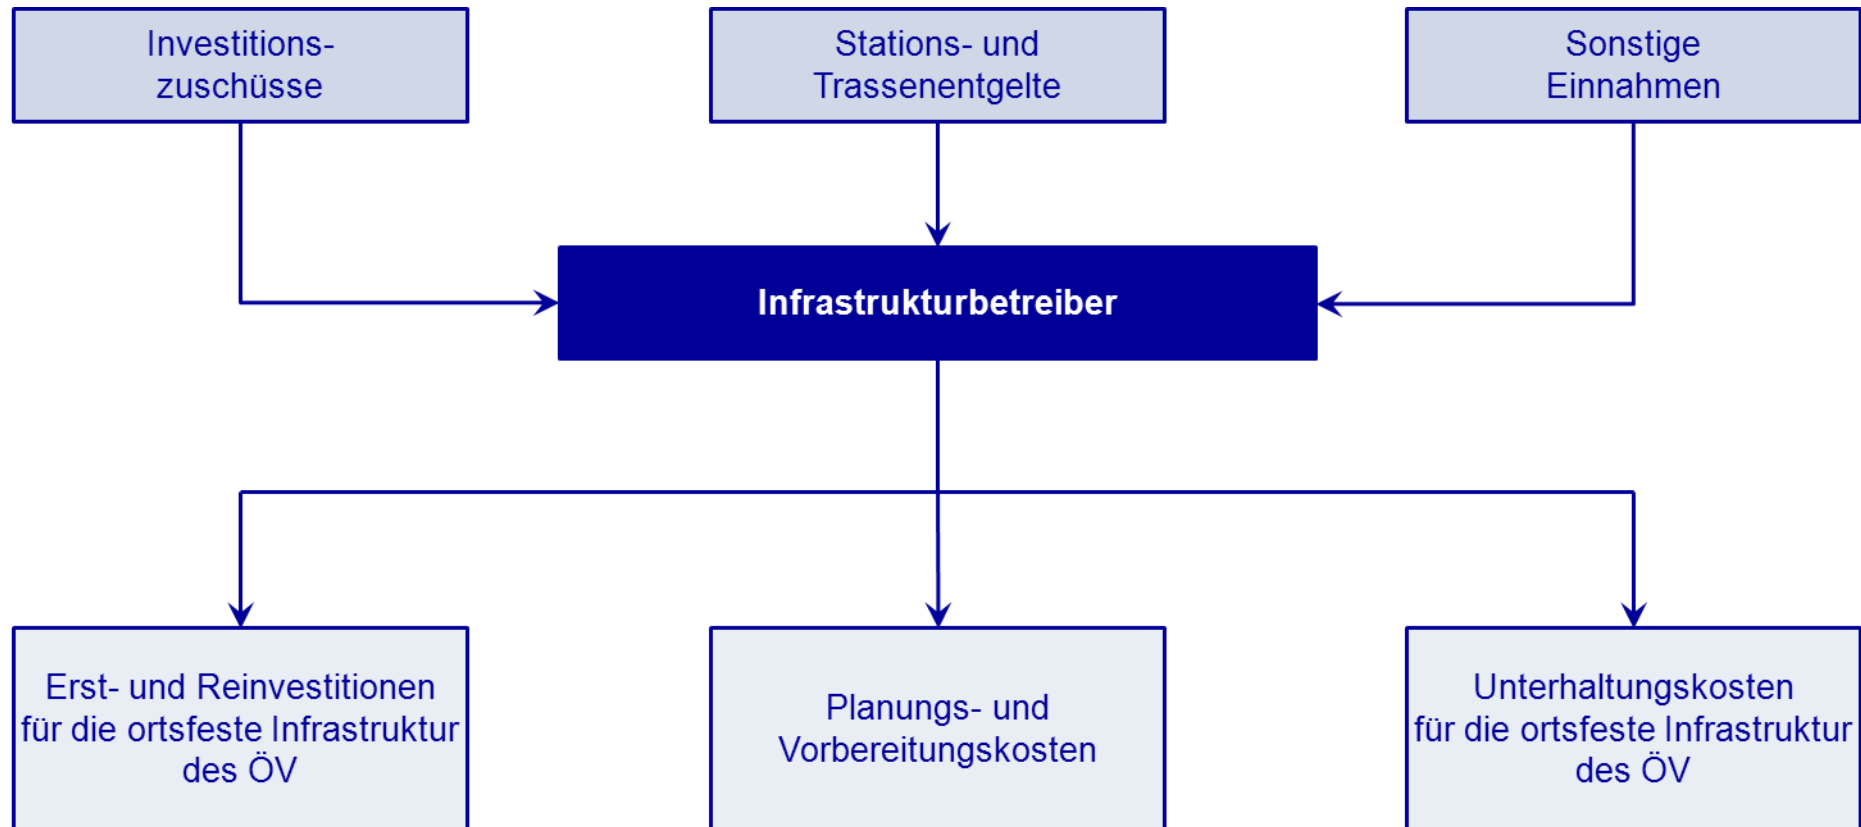 Investitions-
zuschüsse
Stations- und
Trassenentgelte
Sonstige
Einnahmen
Infrastrukturbetreiber
Erst- und Reinvestitionen
für die ortsfeste Infrastruktur
des ÖV
Planungs- und
Vorbereitungskosten
Unterhaltungskosten
für die ortsfeste Infrastruktur
des ÖV